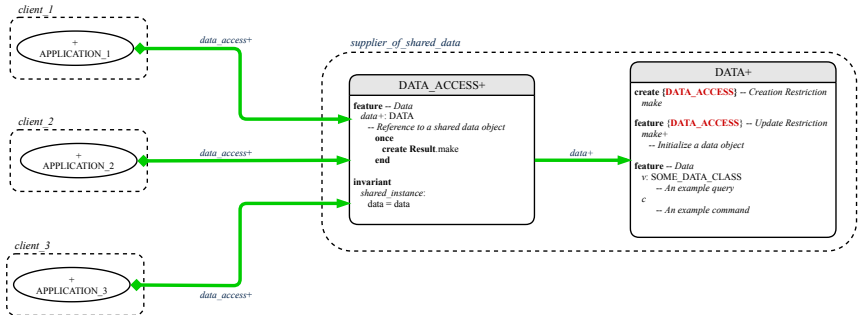 client_1
+
APPLICATION_1
data_access+
client_2
+
APPLICATION_2
data_access+
client_3
+
APPLICATION_3
data_access+
supplier_of_shared_data
DATA_ACCESS+
feature -- Data
data+: DATA
-- Reference to a shared data object
once
create Result.make
end
invariant
shared_instance:
data = data
data+
DATA+
create {DATA_ACCESS} -- Creation Restriction
make
feature {DATA_ACCESS} -- Update Restriction
make+
-- Initialize a data object
feature -- Data
v: SOME_DATA_CLASS
-- An example query
c
-- An example command